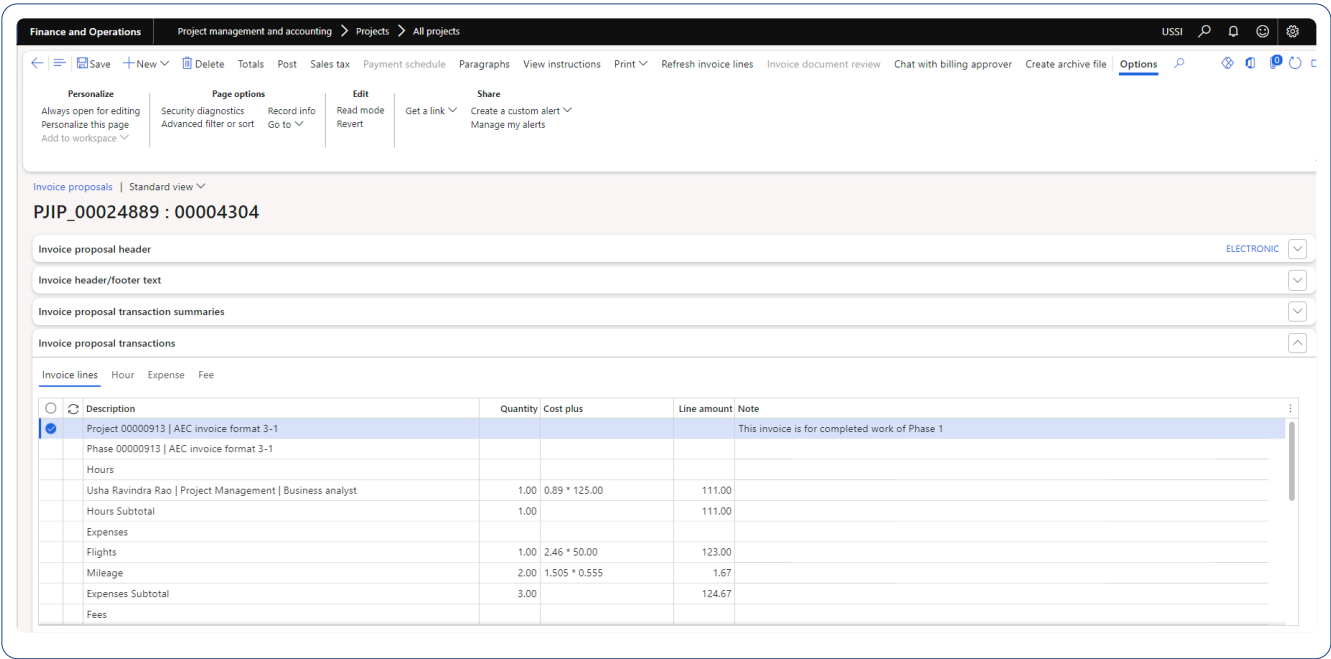 Finance and Operations Project management and accounting Projects All projects USSI
Save New Delete Totals Post Sales tax Payment schedule Paragraphs View instructions Print Refresh invoice lines Invoice document review Chat with billing approver Create archive file Options 0
Personalize Page options Edit Share
Always open for editing Security diagnostics Record info Read mode Get a link Create a custom alert
Personalize this page Advanced filter or sort Go to Revert Manage my alerts
Add to workspace
Invoice proposals | Standard view
PJIP_00024889 : 00004304
Invoice proposal header ELECTRONIC
Invoice header/footer text
Invoice proposal transaction summaries
Invoice proposal transactions
Invoice lines Hour Expense Fee
Description Quantity Cost plus Line amount Note
Project 00000913 | AEC invoice format 3-1 This invoice is for completed work of Phase 1
Phase 00000913 | AEC invoice format 3-1
Hours
Usha Ravindra Rao | Project Management | Business analyst 1.00 0.89 * 125.00 111.00
Hours Subtotal 1.00 111.00
Expenses
Flights 1.00 2.46 * 50.00 123.00
Mileage 2.00 1.505 * 0.555 1.67
Expenses Subtotal 3.00 124.67
Fees